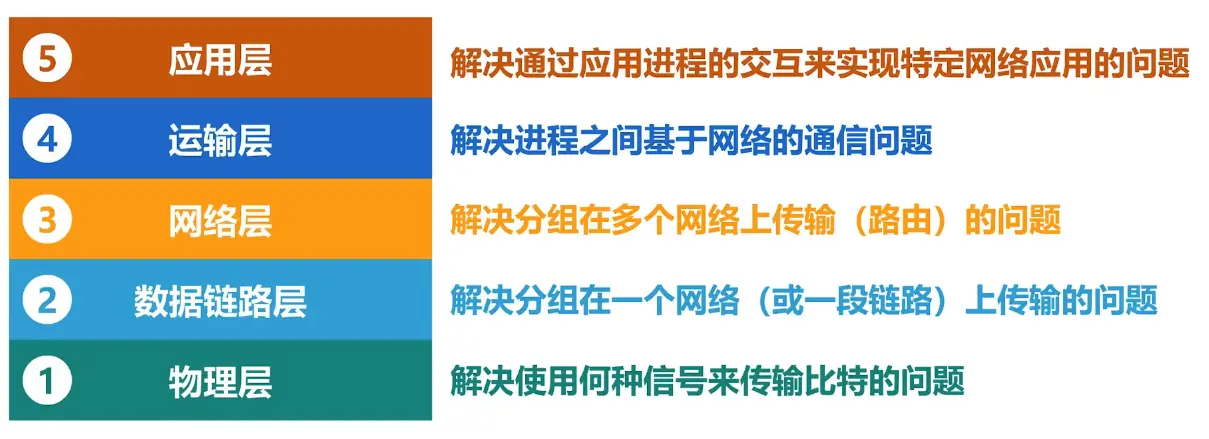 5 应用层 解决通过应用进程的交互来实现特定网络应用的问题
4 运输层 解决进程之间基于网络的通信问题
3 网络层 解决分组在多个网络上传输（路由）的问题
2 数据链路层 解决分组在一个网络（或一段链路）上传输的问题
1 物理层 解决使用何种信号来传输比特的问题